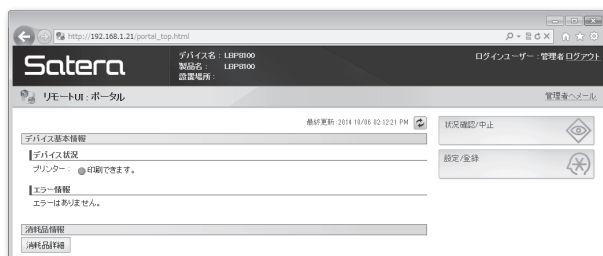 http://192.168.1.21/portal_top.html
Satera
デバイス名 : LBP8100
製品名 : LBP8100
設置場所 :
ログインユーザー : 管理者 ログアウト
リモートUI : ポータル
管理者へメール
最終更新 :2014 10/06 02:12:21 PM
デバイス基本情報
デバイス状況
プリンター : 印刷できます。
エラー情報
エラーはありません。
消耗品情報
消耗品詳細
状況確認/中止
設定/登録